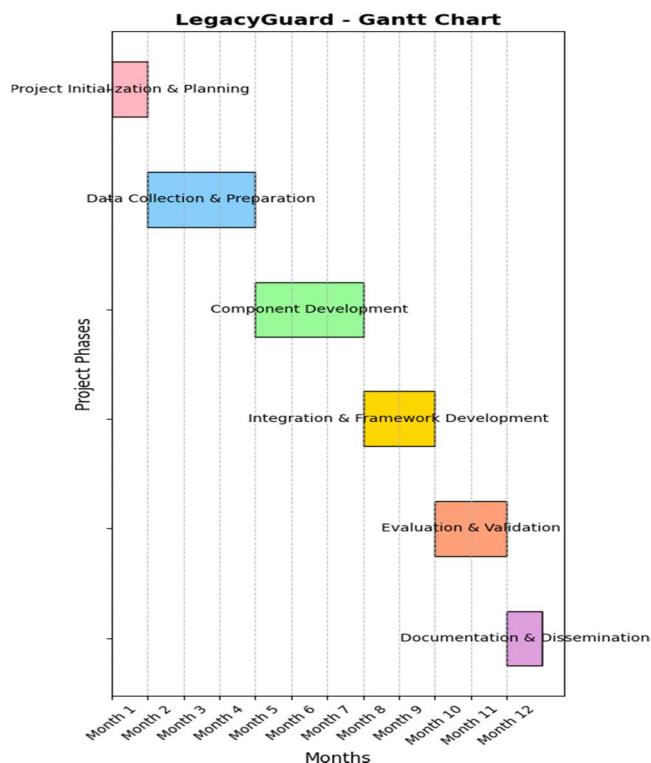 LegacyGuard - Gantt Chart
Project Initialization & Planning
Data Collection & Preparation
Component Development
Integration & Framework Development
Evaluation & Validation
Documentation & Dissemination
Project Phases
Month 1
Month 2
Month 3
Month 4
Month 5
Month 6
Month 7
Month 8
Month 9
Month 10
Month 11
Month 12
Months